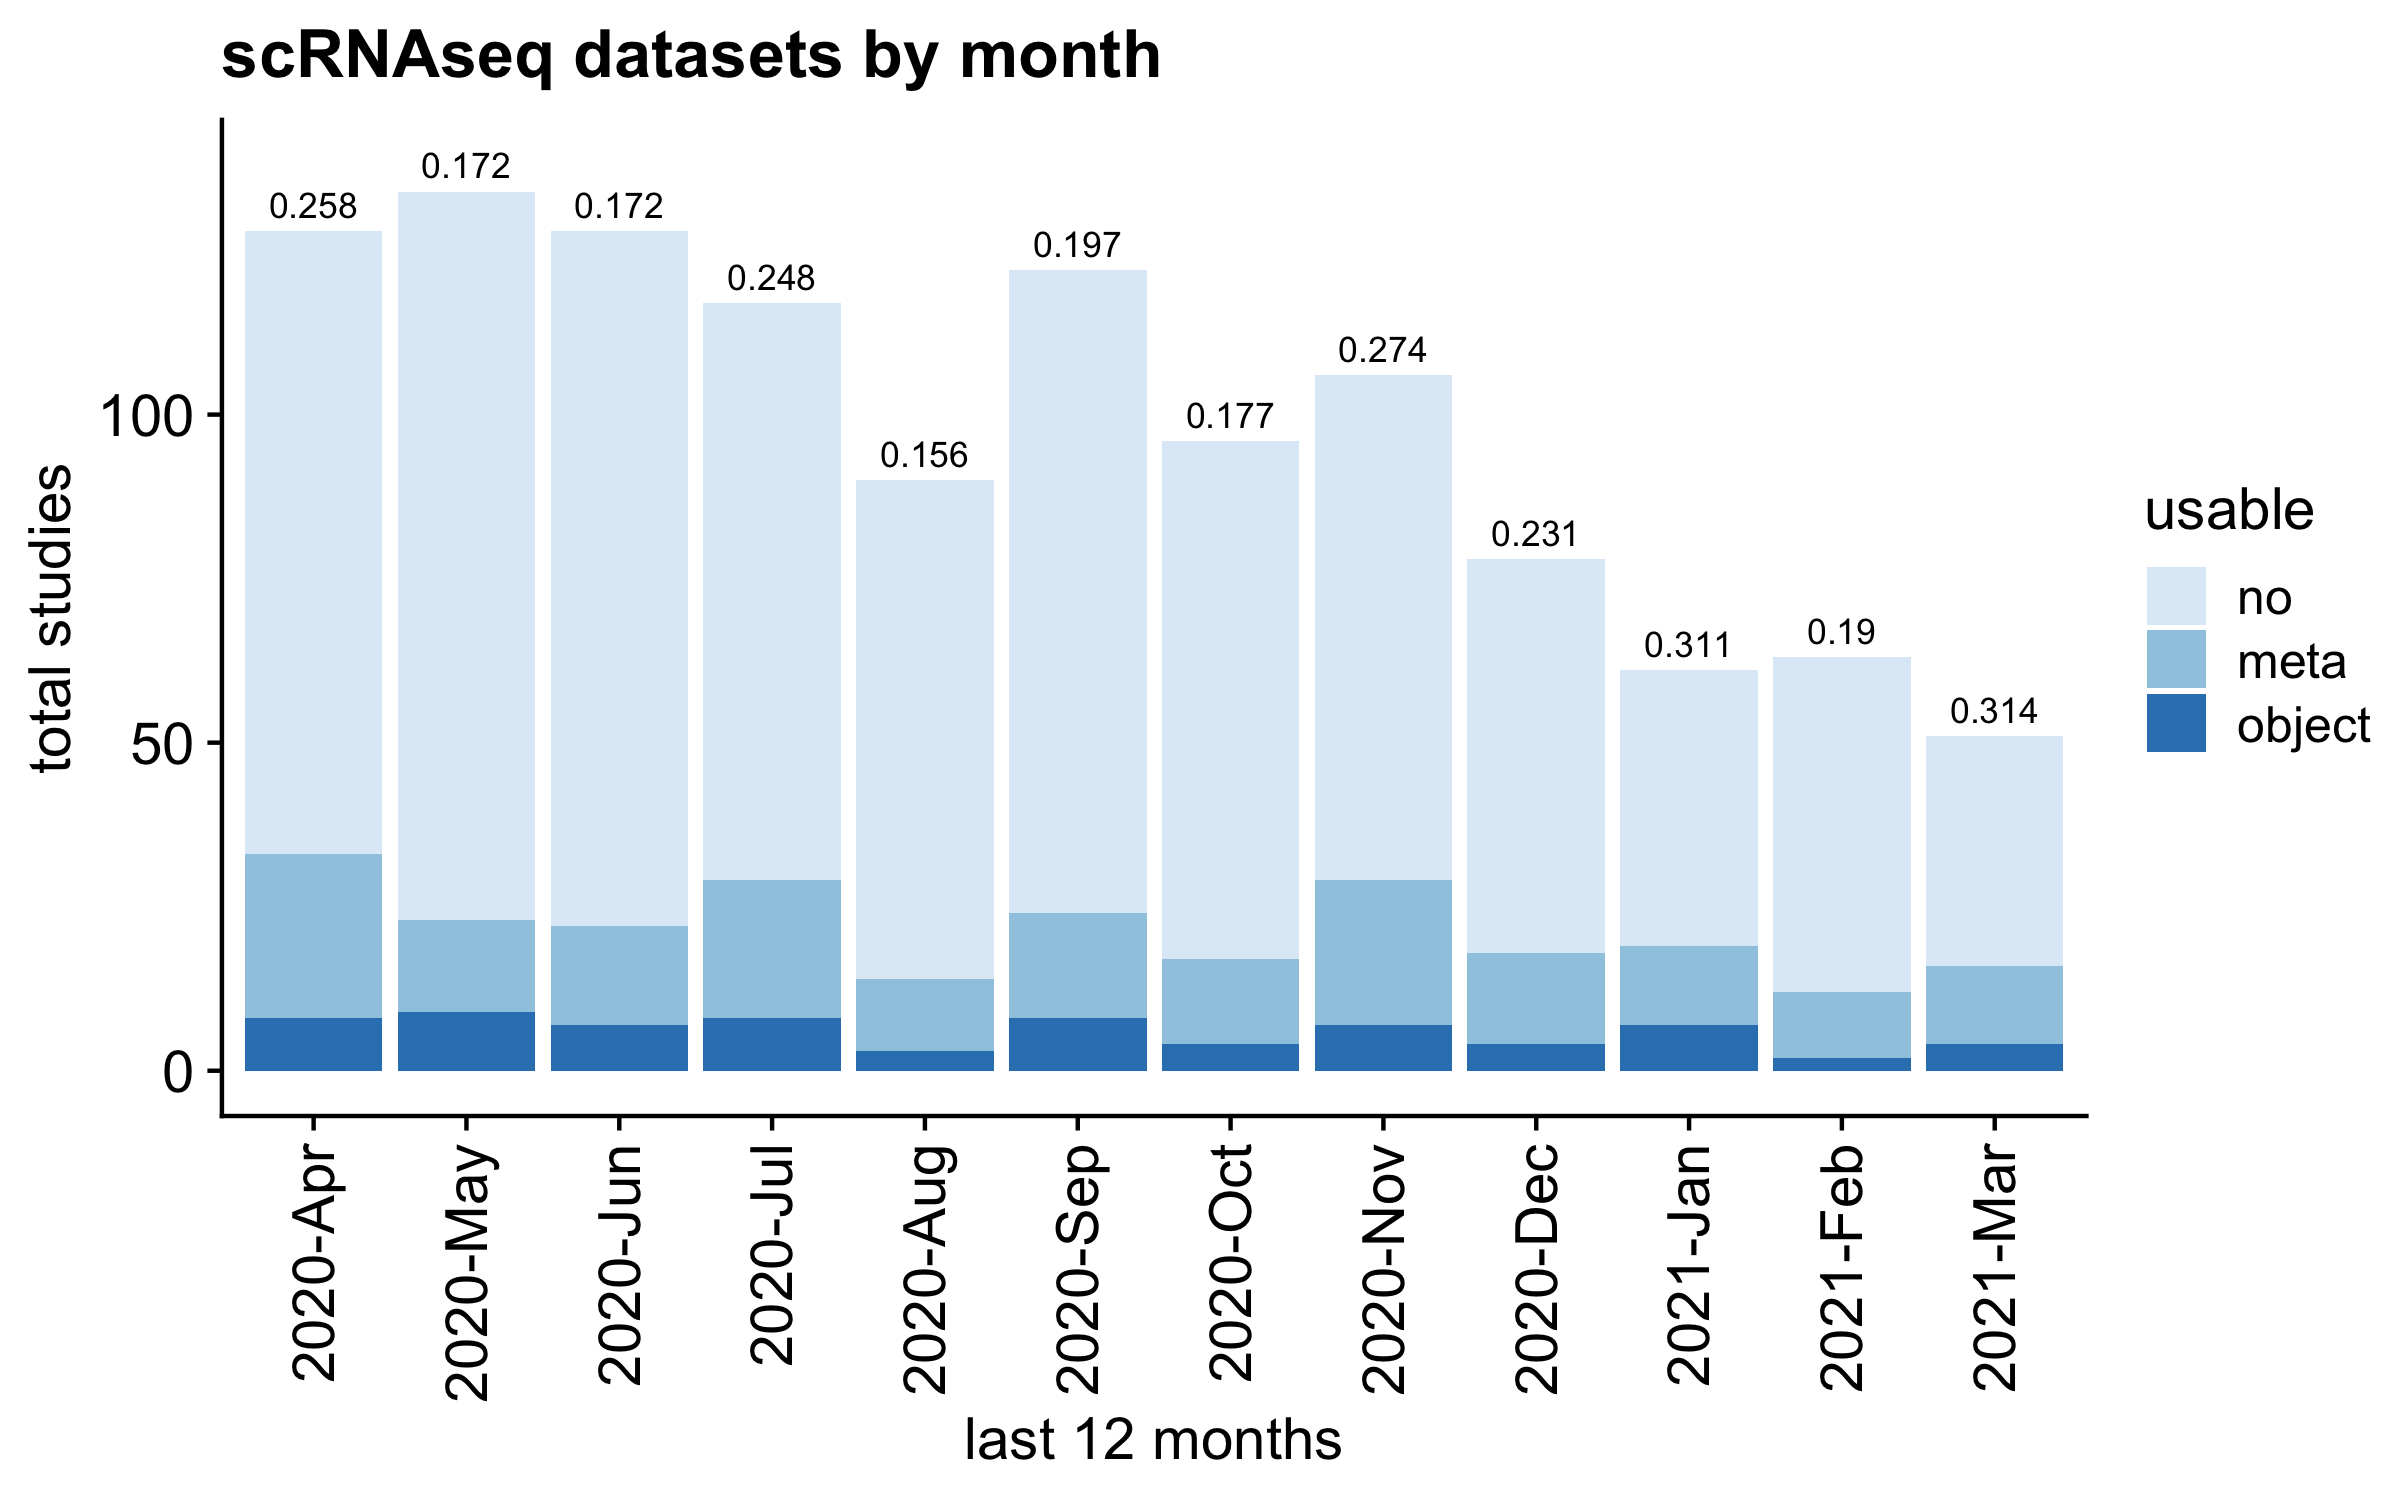 scRNAseq datasets by month
total studies
100
50
0
0.258
0.172
0.172
0.248
0.156
0.197
0.177
0.274
0.231
0.311
0.19
0.314
2020-Apr
2020-May
2020-Jun
2020-Jul
2020-Aug
2020-Sep
2020-Oct
2020-Nov
2020-Dec
2021-Jan
2021-Feb
2021-Mar
last 12 months
usable
no
meta
object